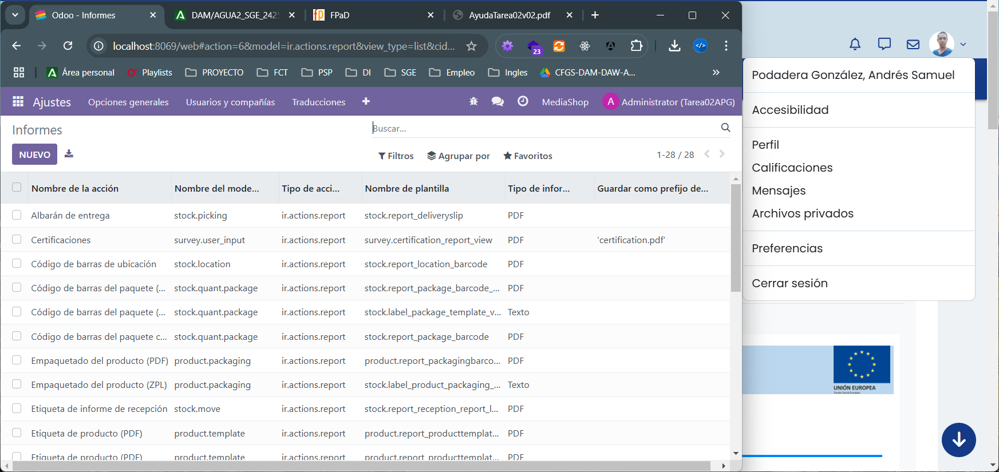 Odoo - Informes
DAM/AGUA2_SGE_242
FPaD
AyudaTarea02v02.pdf
localhost:8069/web#action=6&model=ir.actions.report&view_type=list&cid...
23
Área personal
Playlists
PROYECTO
FCT
PSP
DI
SGE
Empleo
Ingles
CFGS-DAM-DAW-A...
Ajustes
Opciones generales
Usuarios y compañías
Traducciones
MediaShop
A
Administrator (Tarea02APG)
Informes
Buscar...
NUEVO
Filtros
Agrupar por
Favoritos
1-28 / 28
Nombre de la acción Nombre del mode... Tipo de acci... Nombre de plantilla Tipo de infor... Guardar como prefijo de...
Albarán de entrega stock.picking ir.actions.report stock.report_deliveryslip PDF
Certificaciones survey.user_input ir.actions.report survey.certification_report_view PDF 'certification.pdf'
Código de barras de ubicación stock.location ir.actions.report stock.report_location_barcode PDF
Código de barras del paquete (... stock.quant.package ir.actions.report stock.report_package_barcode_... PDF
Código de barras del paquete (... stock.quant.package ir.actions.report stock.label_package_template_v... Texto
Código de barras del paquete c... stock.quant.package ir.actions.report stock.report_package_barcode PDF
Empaquetado del producto (PDF) product.packaging ir.actions.report product.report_packagingbarco... PDF
Empaquetado del producto (ZPL) product.packaging ir.actions.report stock.label_product_packaging_... Texto
Etiqueta de informe de recepción stock.move ir.actions.report stock.report_reception_report_l... PDF
Etiqueta de producto (PDF) product.template ir.actions.report product.report_producttemplat... PDF
Etiqueta de producto (PDF) product.template ir.actions.report product.report_producttemplat... PDF
Podadera González, Andrés Samuel
Accesibilidad
Perfil
Calificaciones
Mensajes
Archivos privados
Preferencias
Cerrar sesión
UNIÓN EUROPEA
Fondo Social Europeo